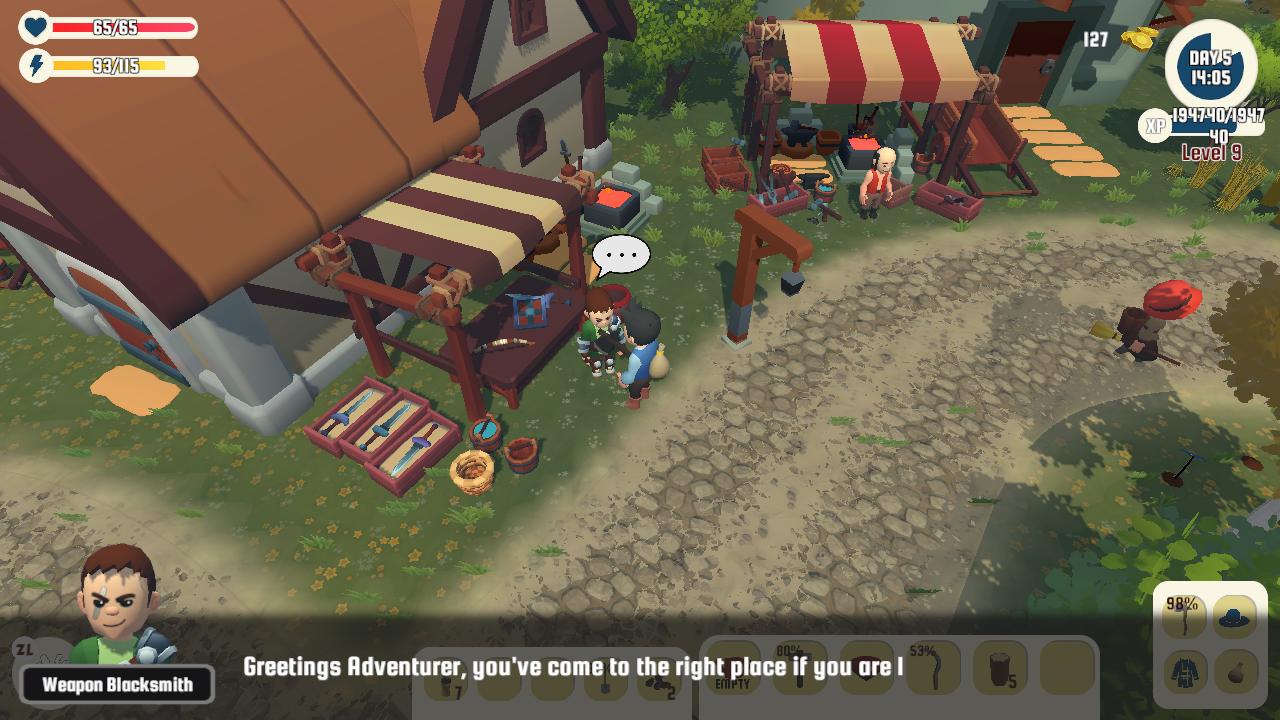 65/65
93/115
127
DAY 5
14:05
XP
194740/1947
40
Level 9
ZL
Greetings Adventurer, you've come to the right place if you are l
Weapon Blacksmith
7
2
EMPTY
80%
53%
5
98%